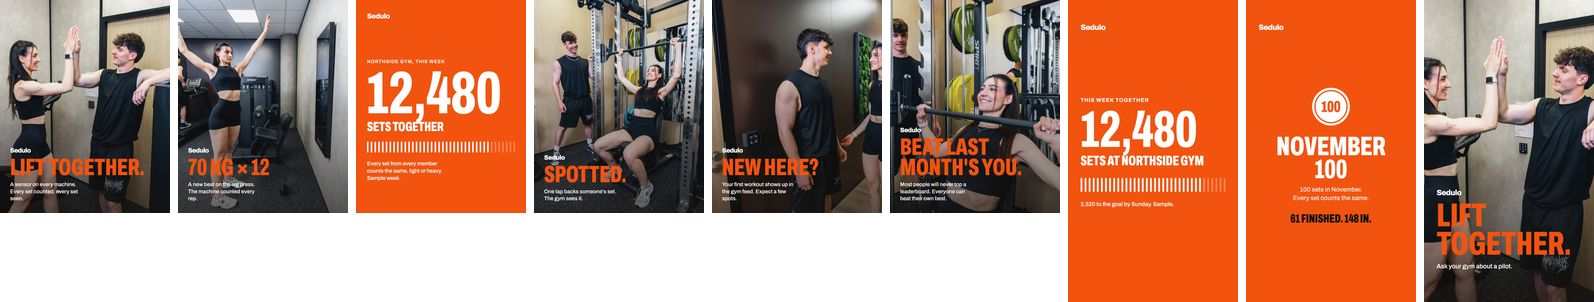 Sedulo
LIFT TOGETHER.
A sensor on every machine.
Every set counted, every set
seen.
Sedulo
70 KG × 12
A new best on the leg press.
The machine counted every
rep.
Sedulo
NORTHSIDE GYM, THIS WEEK
12,480
SETS TOGETHER
Every set from every member
counts the same, light or heavy.
Sample week.
Sedulo
SPOTTED.
One tap backs someone's set.
The gym sees it.
Sedulo
NEW HERE?
Your first workout shows up in
the gym feed. Expect a few
spots.
Sedulo
BEAT LAST
MONTH'S YOU.
Most people will never top a
leaderboard. Everyone can
beat their own best.
Sedulo
THIS WEEK TOGETHER
12,480
SETS AT NORTHSIDE GYM
2,520 to the goal by Sunday. Sample.
Sedulo
100
NOVEMBER
100
100 sets in November.
Every set counts the same.
61 FINISHED. 148 IN.
Sedulo
LIFT
TOGETHER.
Ask your gym about a pilot.